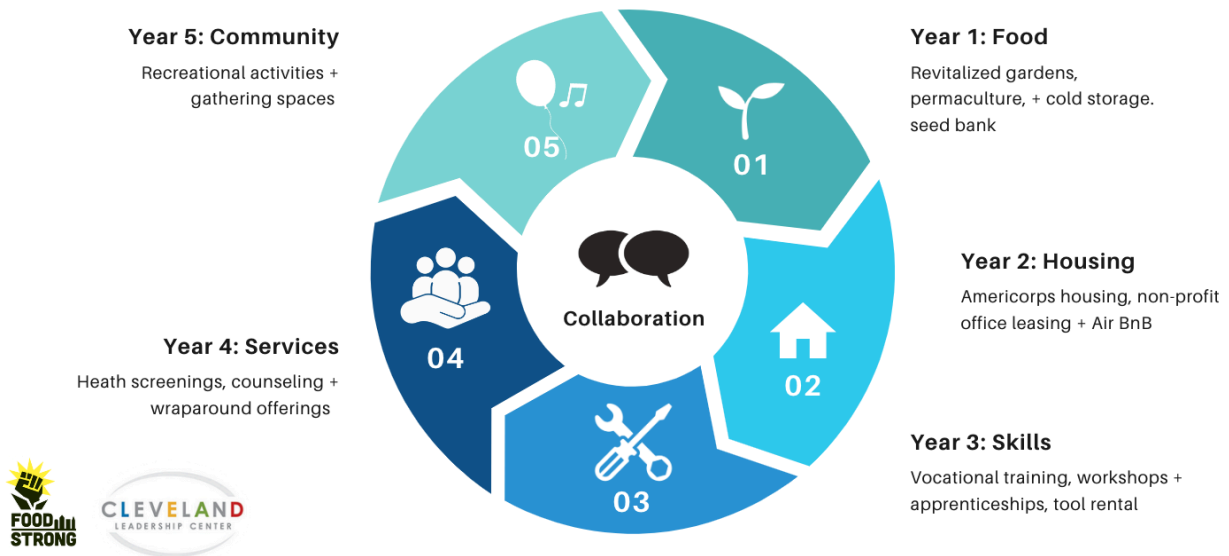 Year 1: Food
Revitalized gardens,
permaculture, + cold storage.
seed bank
01
Year 2: Housing
Americorps housing, non-profit
office leasing + Air BnB
02
Year 3: Skills
Vocational training, workshops +
apprenticeships, tool rental
03
Year 4: Services
Heath screenings, counseling +
wraparound offerings
04
Year 5: Community
Recreational activities +
gathering spaces
05
Collaboration
FOOD
STRONG
CLEVELAND
LEADERSHIP CENTER